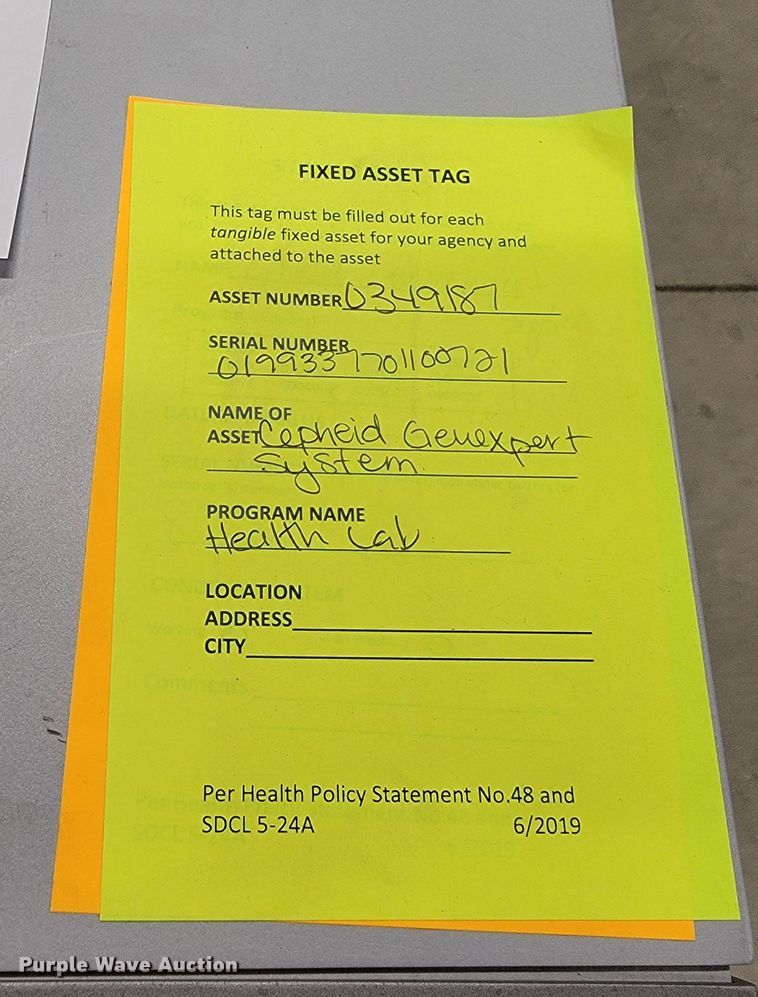 FIXED ASSET TAG
This tag must be filled out for each
tangible fixed asset for your agency and
attached to the asset
ASSET NUMBER 0349187
SERIAL NUMBER
NAME OF
ASSET Cepheid Genexpert
System
PROGRAM NAME
Health Lab
LOCATION
ADDRESS
CITY
Per Health Policy Statement No.48 and
SDCL 5-24A 6/2019
Purple Wave Auction